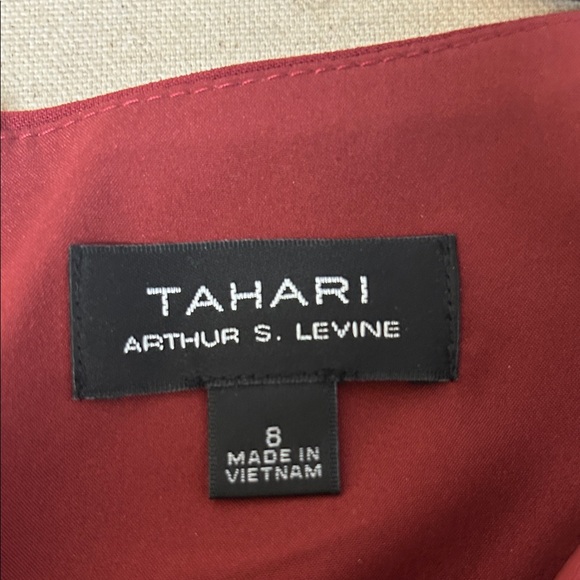 TAHARI
ARTHUR S. LEVINE
8
MADE IN
VIETNAM